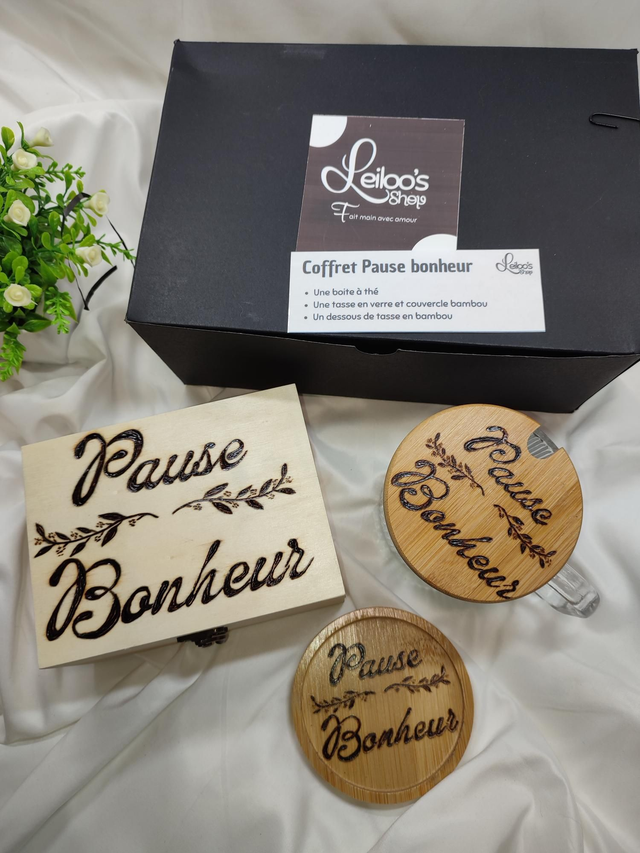 Leiloo's
Shop
Fait main avec amour
Coffret Pause bonheur
Leiloo's
Shop
• Une boite à thé
• Une tasse en verre et couvercle bambou
• Un dessous de tasse en bambou
Pause
Bonheur
Pause
Bonheur
Pause
Bonheur